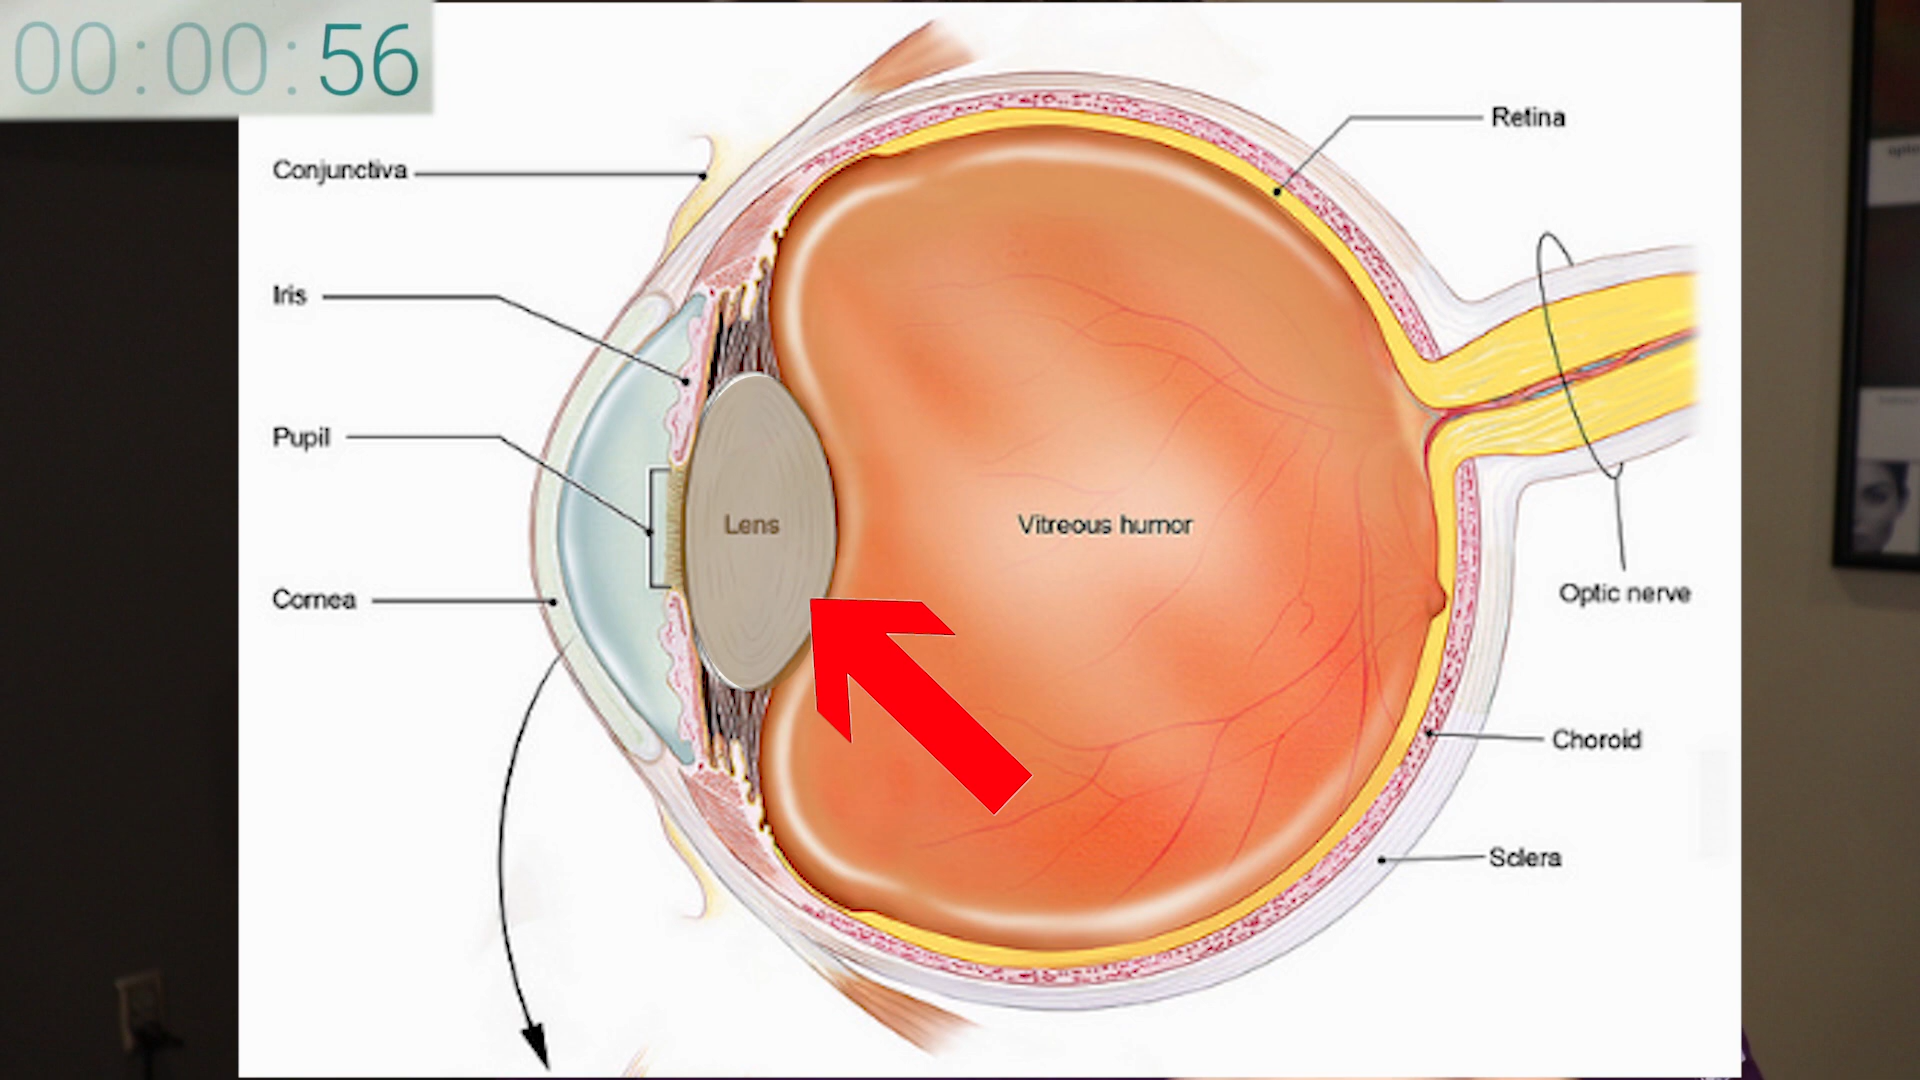 00:00:56
Conjunctiva
Iris
Pupil
Cornea
Lens
Vitreous humor
Retina
Optic nerve
Choroid
Sclera